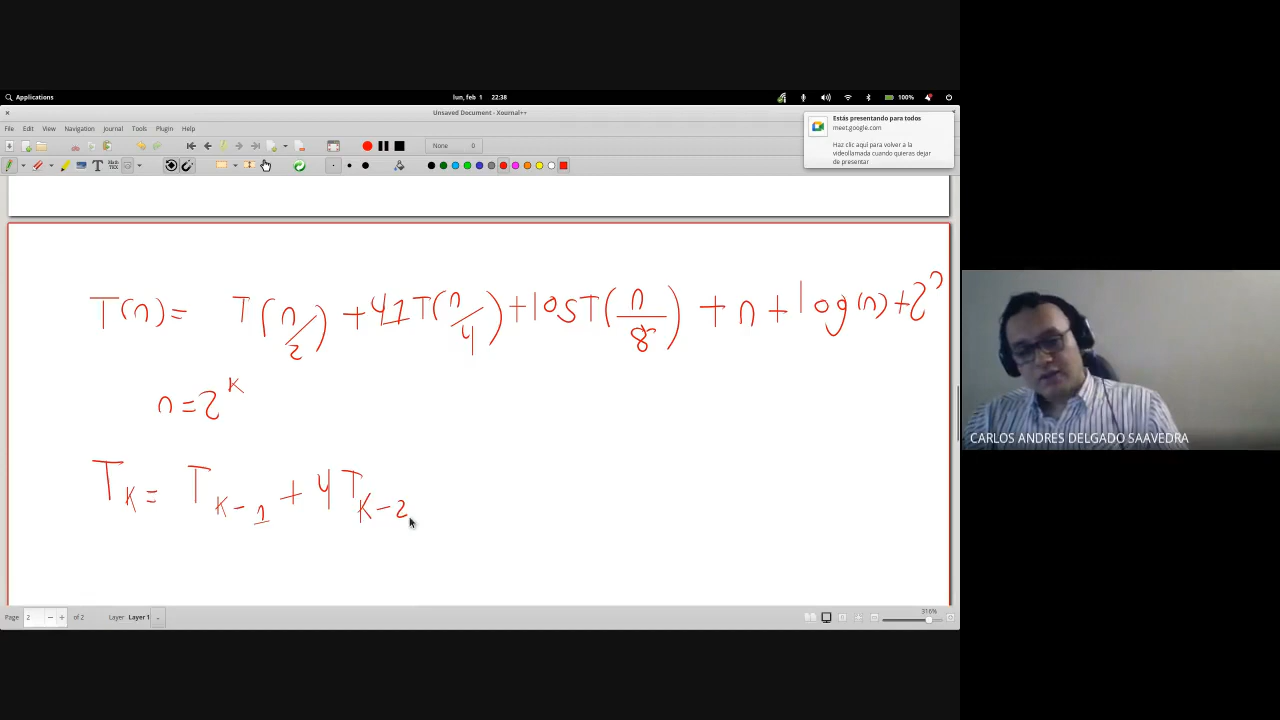 Applications
lun, feb 1 22:38
100%
Unsaved Document - Xournal++
File Edit View Navigation Journal Tools Plugin Help
Estás presentando para todos
meet.google.com
Haz clic aquí para volver a la
videollamada cuando quieras dejar
de presentar
None 0
T(n) = T(n/2) + 41T(n/4) + 105T(n/8) + n + log(n) + 2^n
n = 2^k
T_k = T_{k-1} + 4T_{k-2}
CARLOS ANDRES DELGADO SAAVEDRA
Page 2 of 2 Layer Layer 1
316%